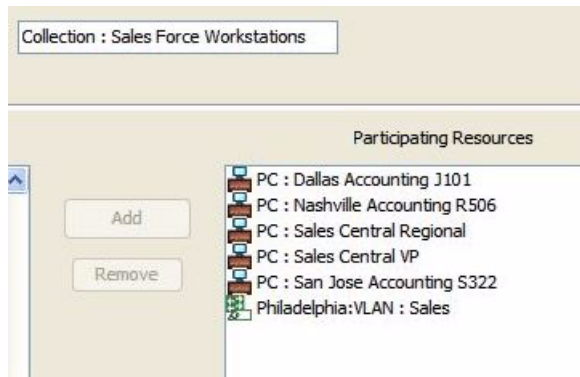 Collection : Sales Force Workstations
Participating Resources
Add
Remove
PC : Dallas Accounting J101
PC : Nashville Accounting R506
PC : Sales Central Regional
PC : Sales Central VP
PC : San Jose Accounting S322
Philadelphia:VLAN : Sales